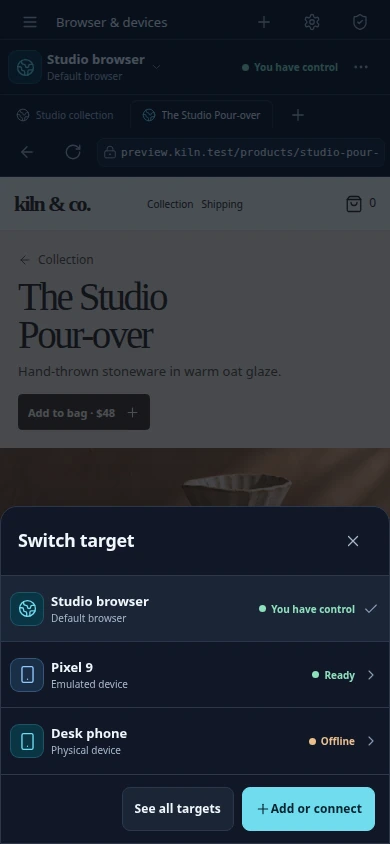 Browser & devices
Studio browser
Default browser
You have control
Studio collection
The Studio Pour-over
preview.kiln.test/products/studio-pour-
kiln & co.
Collection Shipping
0
Collection
The Studio
Pour-over
Hand-thrown stoneware in warm oat glaze.
Add to bag · $48 +
Switch target
Studio browser
Default browser
You have control
Pixel 9
Emulated device
Ready
Desk phone
Physical device
Offline
See all targets
+ Add or connect